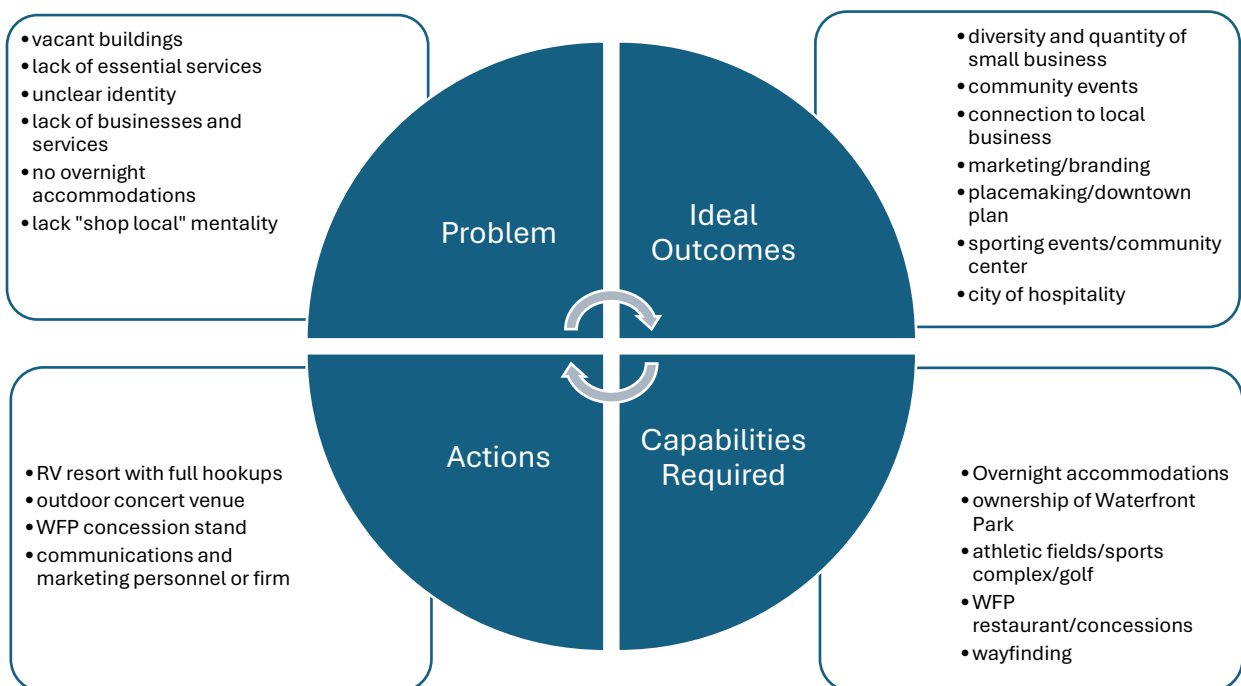 • vacant buildings
• lack of essential services
• unclear identity
• lack of businesses and
services
• no overnight
accommodations
• lack "shop local" mentality
Problem
• diversity and quantity of
small business
• community events
• connection to local
business
• marketing/branding
• placemaking/downtown
plan
• sporting events/community
center
• city of hospitality
Ideal
Outcomes
• RV resort with full hookups
• outdoor concert venue
• WFP concession stand
• communications and
marketing personnel or firm
Actions
Capabilities
Required
• Overnight accommodations
• ownership of Waterfront
Park
• athletic fields/sports
complex/golf
• WFP
restaurant/concessions
• wayfinding